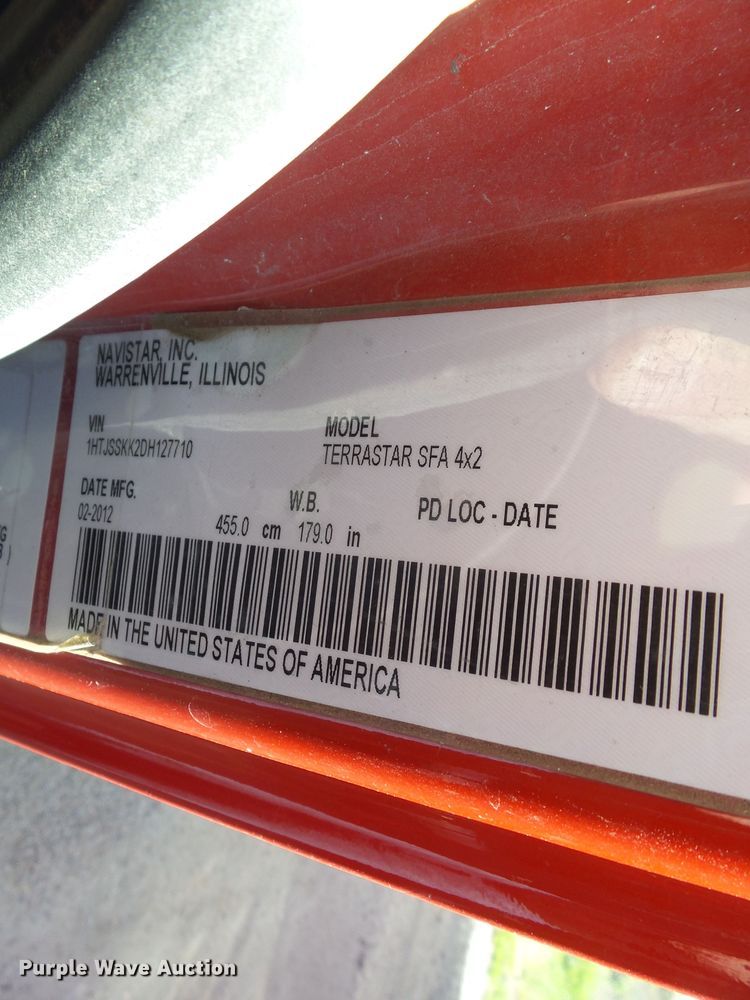 NAVISTAR, INC.
WARRENVILLE, ILLINOIS
VIN
1HTJSSKK2DH127710
MODEL
TERRASTAR SFA 4x2
DATE MFG.
02-2012
W.B.
455.0 cm 179.0 in
PD LOC - DATE
MADE IN THE UNITED STATES OF AMERICA
Purple Wave Auction